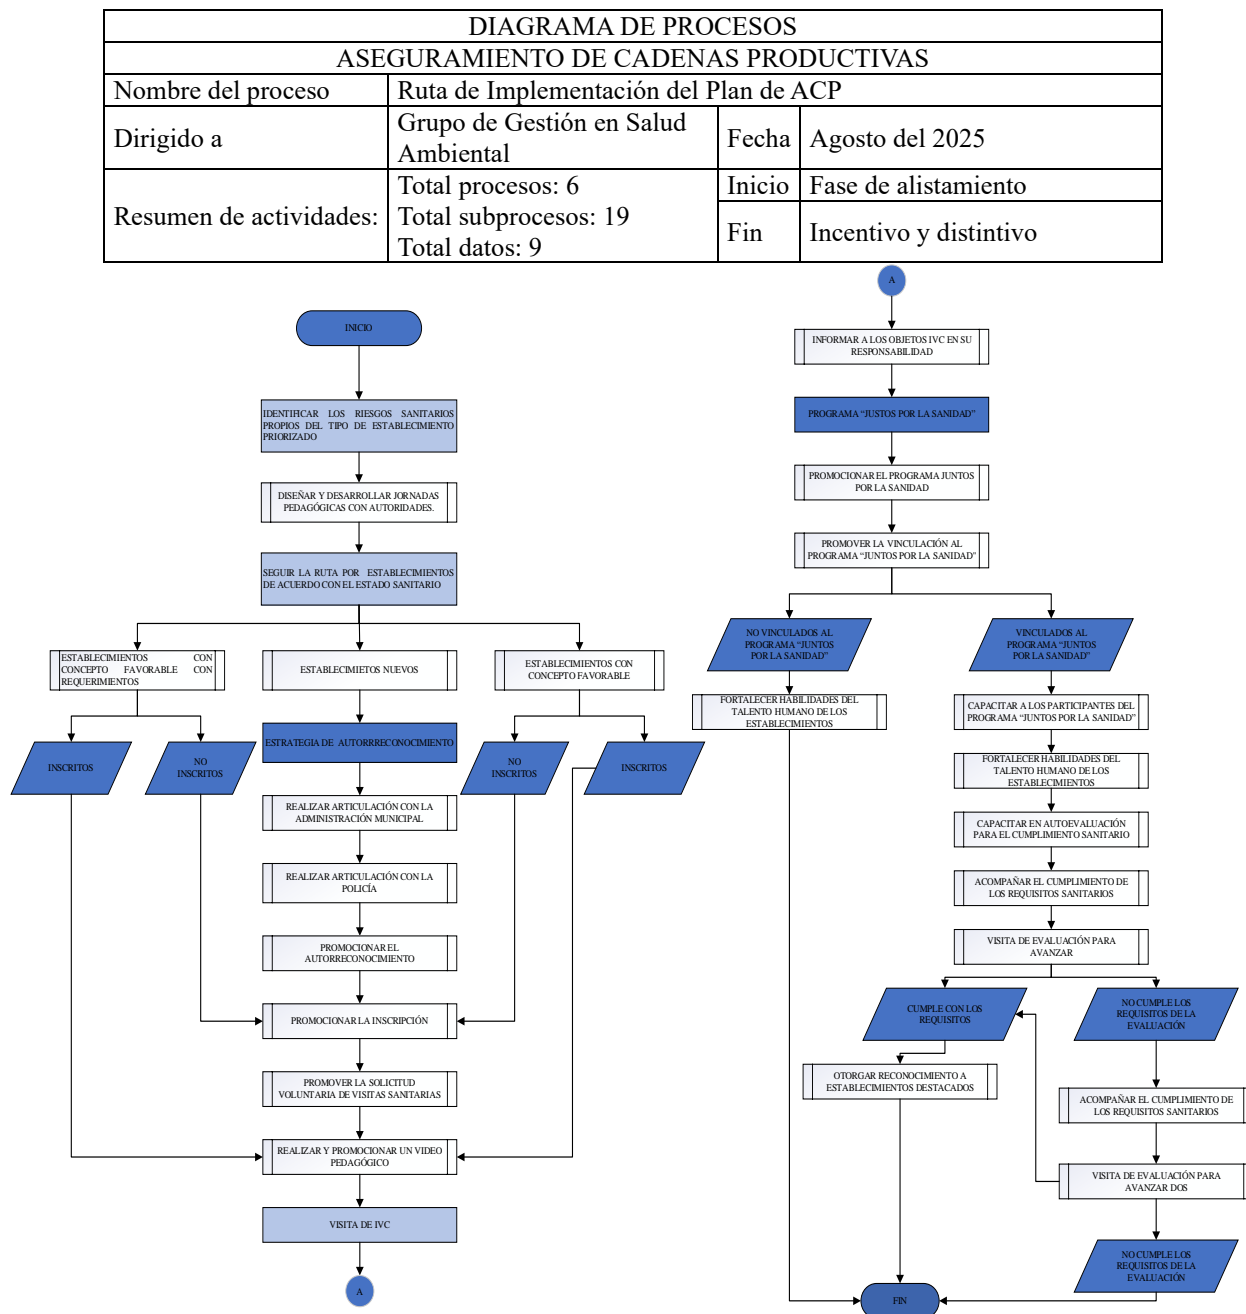 DIAGRAMA DE PROCESOS
ASEGURAMIENTO DE CADENAS PRODUCTIVAS
Nombre del proceso
Ruta de Implementación del Plan de ACP
Dirigido a
Grupo de Gestión en Salud
Ambiental
Fecha
Agosto del 2025
Resumen de actividades:
Total procesos: 6
Total subprocesos: 19
Total datos: 9
Inicio
Fase de alistamiento
Fin
Incentivo y distintivo
INICIO
IDENTIFICAR LOS RIESGOS SANITARIOS
PROPIOS DEL TIPO DE ESTABLECIMIENTO
PRIORIZADO
DISEÑAR Y DESARROLLAR JORNADAS
PEDAGÓGICAS CON AUTORIDADES.
SEGUIR LA RUTA POR ESTABLECIMIENTOS
DE ACUERDO CON EL ESTADO SANITARIO
ESTABLECIMIENTOS CON
CONCEPTO FAVORABLE CON
REQUERIMIENTOS
ESTABLECIMIETOS NUEVOS
ESTABLECIMIENTOS CON
CONCEPTO FAVORABLE
INSCRITOS
NO
INSCRITOS
ESTRATEGIA DE AUTORRRECONOCIMIENTO
NO
INSCRITOS
INSCRITOS
REALIZAR ARTICULACIÓN CON LA
ADMINISTRACIÓN MUNICIPAL
REALIZAR ARTICULACIÓN CON LA
POLICÍA
PROMOCIONAR EL
AUTORRECONOCIMIENTO
PROMOCIONAR LA INSCRIPCIÓN
PROMOVER LA SOLICITUD
VOLUNTARIA DE VISITAS SANITARIAS
REALIZAR Y PROMOCIONAR UN VIDEO
PEDAGÓGICO
VISITA DE IVC
A
A
INFORMAR A LOS OBJETOS IVC EN SU
RESPONSABILIDAD
PROGRAMA “JUSTOS POR LA SANIDAD”
PROMOCIONAR EL PROGRAMA JUNTOS
POR LA SANIDAD
PROMOVER LA VINCULACIÓN AL
PROGRAMA “JUNTOS POR LA SANIDAD”
NO VINCULADOS AL
PROGRAMA “JUNTOS
POR LA SANIDAD”
VINCULADOS AL
PROGRAMA “JUNTOS
POR LA SANIDAD”
FORTALECER HABILIDADES DEL
TALENTO HUMANO DE LOS
ESTABLECIMIENTOS
CAPACITAR A LOS PARTICIPANTES DEL
PROGRAMA “JUNTOS POR LA SANIDAD”
FORTALECER HABILIDADES DEL
TALENTO HUMANO DE LOS
ESTABLECIMIENTOS
CAPACITAR EN AUTOEVALUACIÓN
PARA EL CUMPLIMIENTO SANITARIO
ACOMPAÑAR EL CUMPLIMIENTO DE
LOS REQUISITOS SANITARIOS
VISITA DE EVALUACIÓN PARA
AVANZAR
CUMPLE CON LOS
REQUISITOS
NO CUMPLE LOS
REQUISITOS DE LA
EVALUACIÓN
OTORGAR RECONOCIMIENTO A
ESTABLECIMIENTOS DESTACADOS
ACOMPAÑAR EL CUMPLIMIENTO DE
LOS REQUISITOS SANITARIOS
VISITA DE EVALUACIÓN PARA
AVANZAR DOS
NO CUMPLE LOS
REQUISITOS DE LA
EVALUACIÓN
FIN